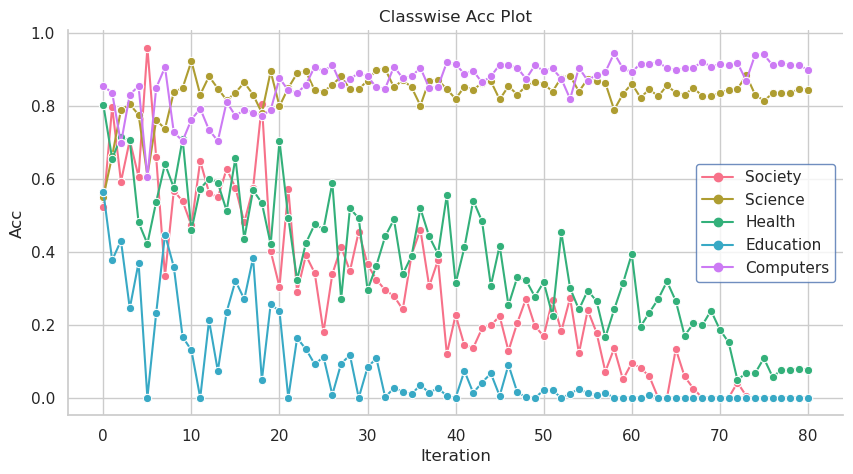 Classwise Acc Plot
1.0
0.8
0.6
0.4
0.2
0.0
Acc
Society
Science
Health
Education
Computers
0 10 20 30 40 50 60 70 80
Iteration